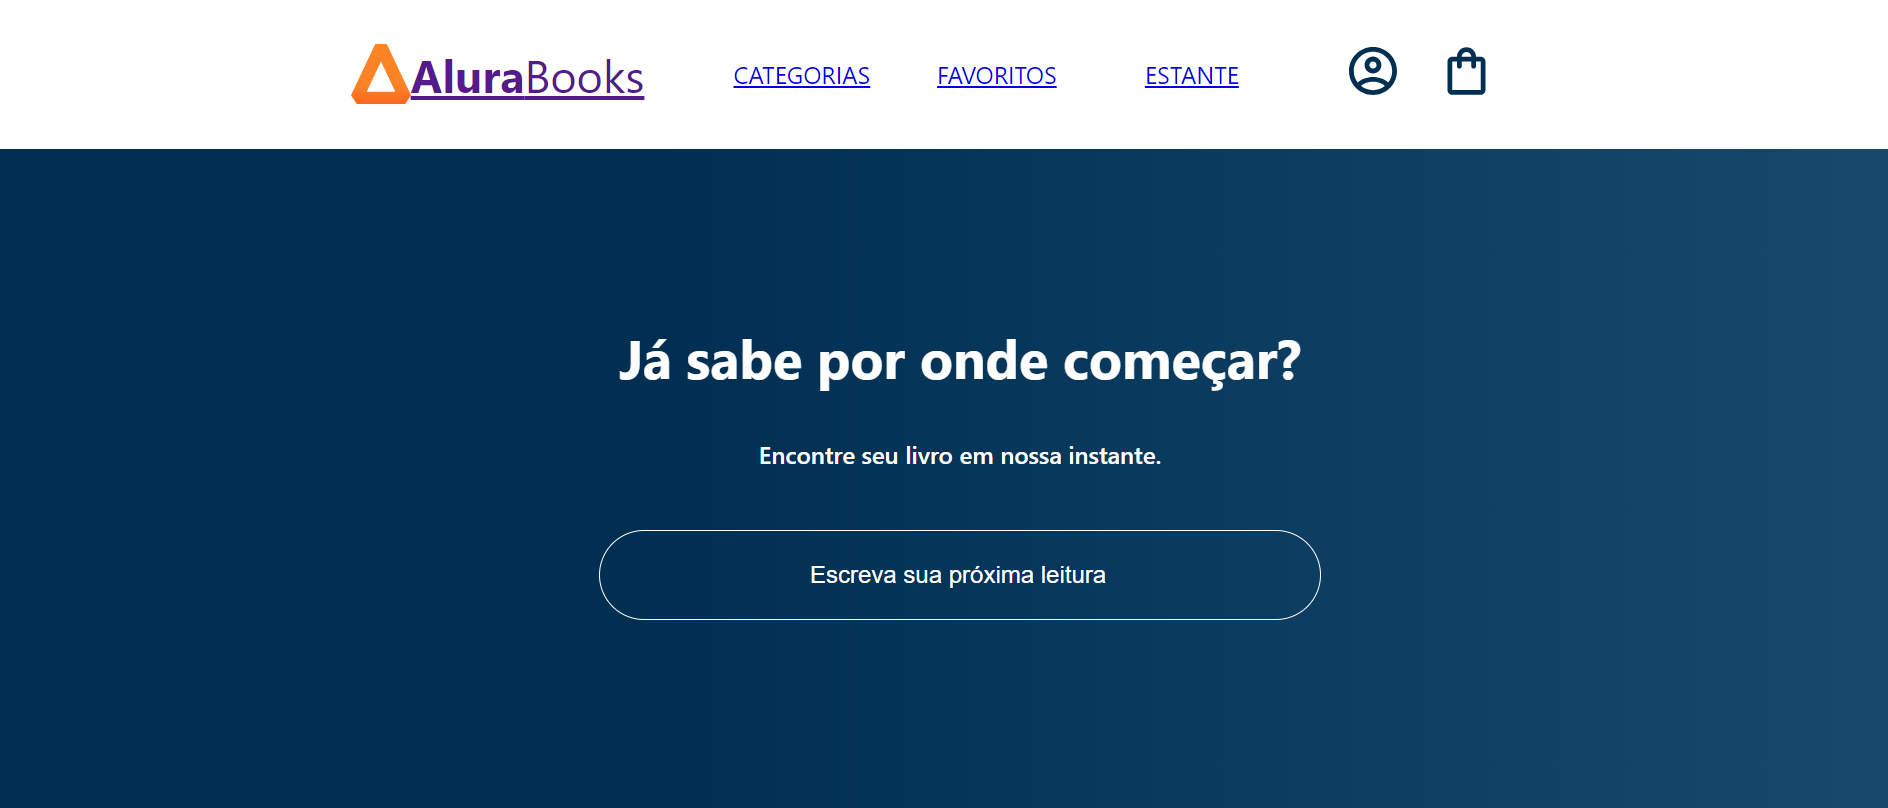 AluraBooks CATEGORIAS FAVORITOS ESTANTE
Já sabe por onde começar?
Encontre seu livro em nossa instante.
Escreva sua próxima leitura